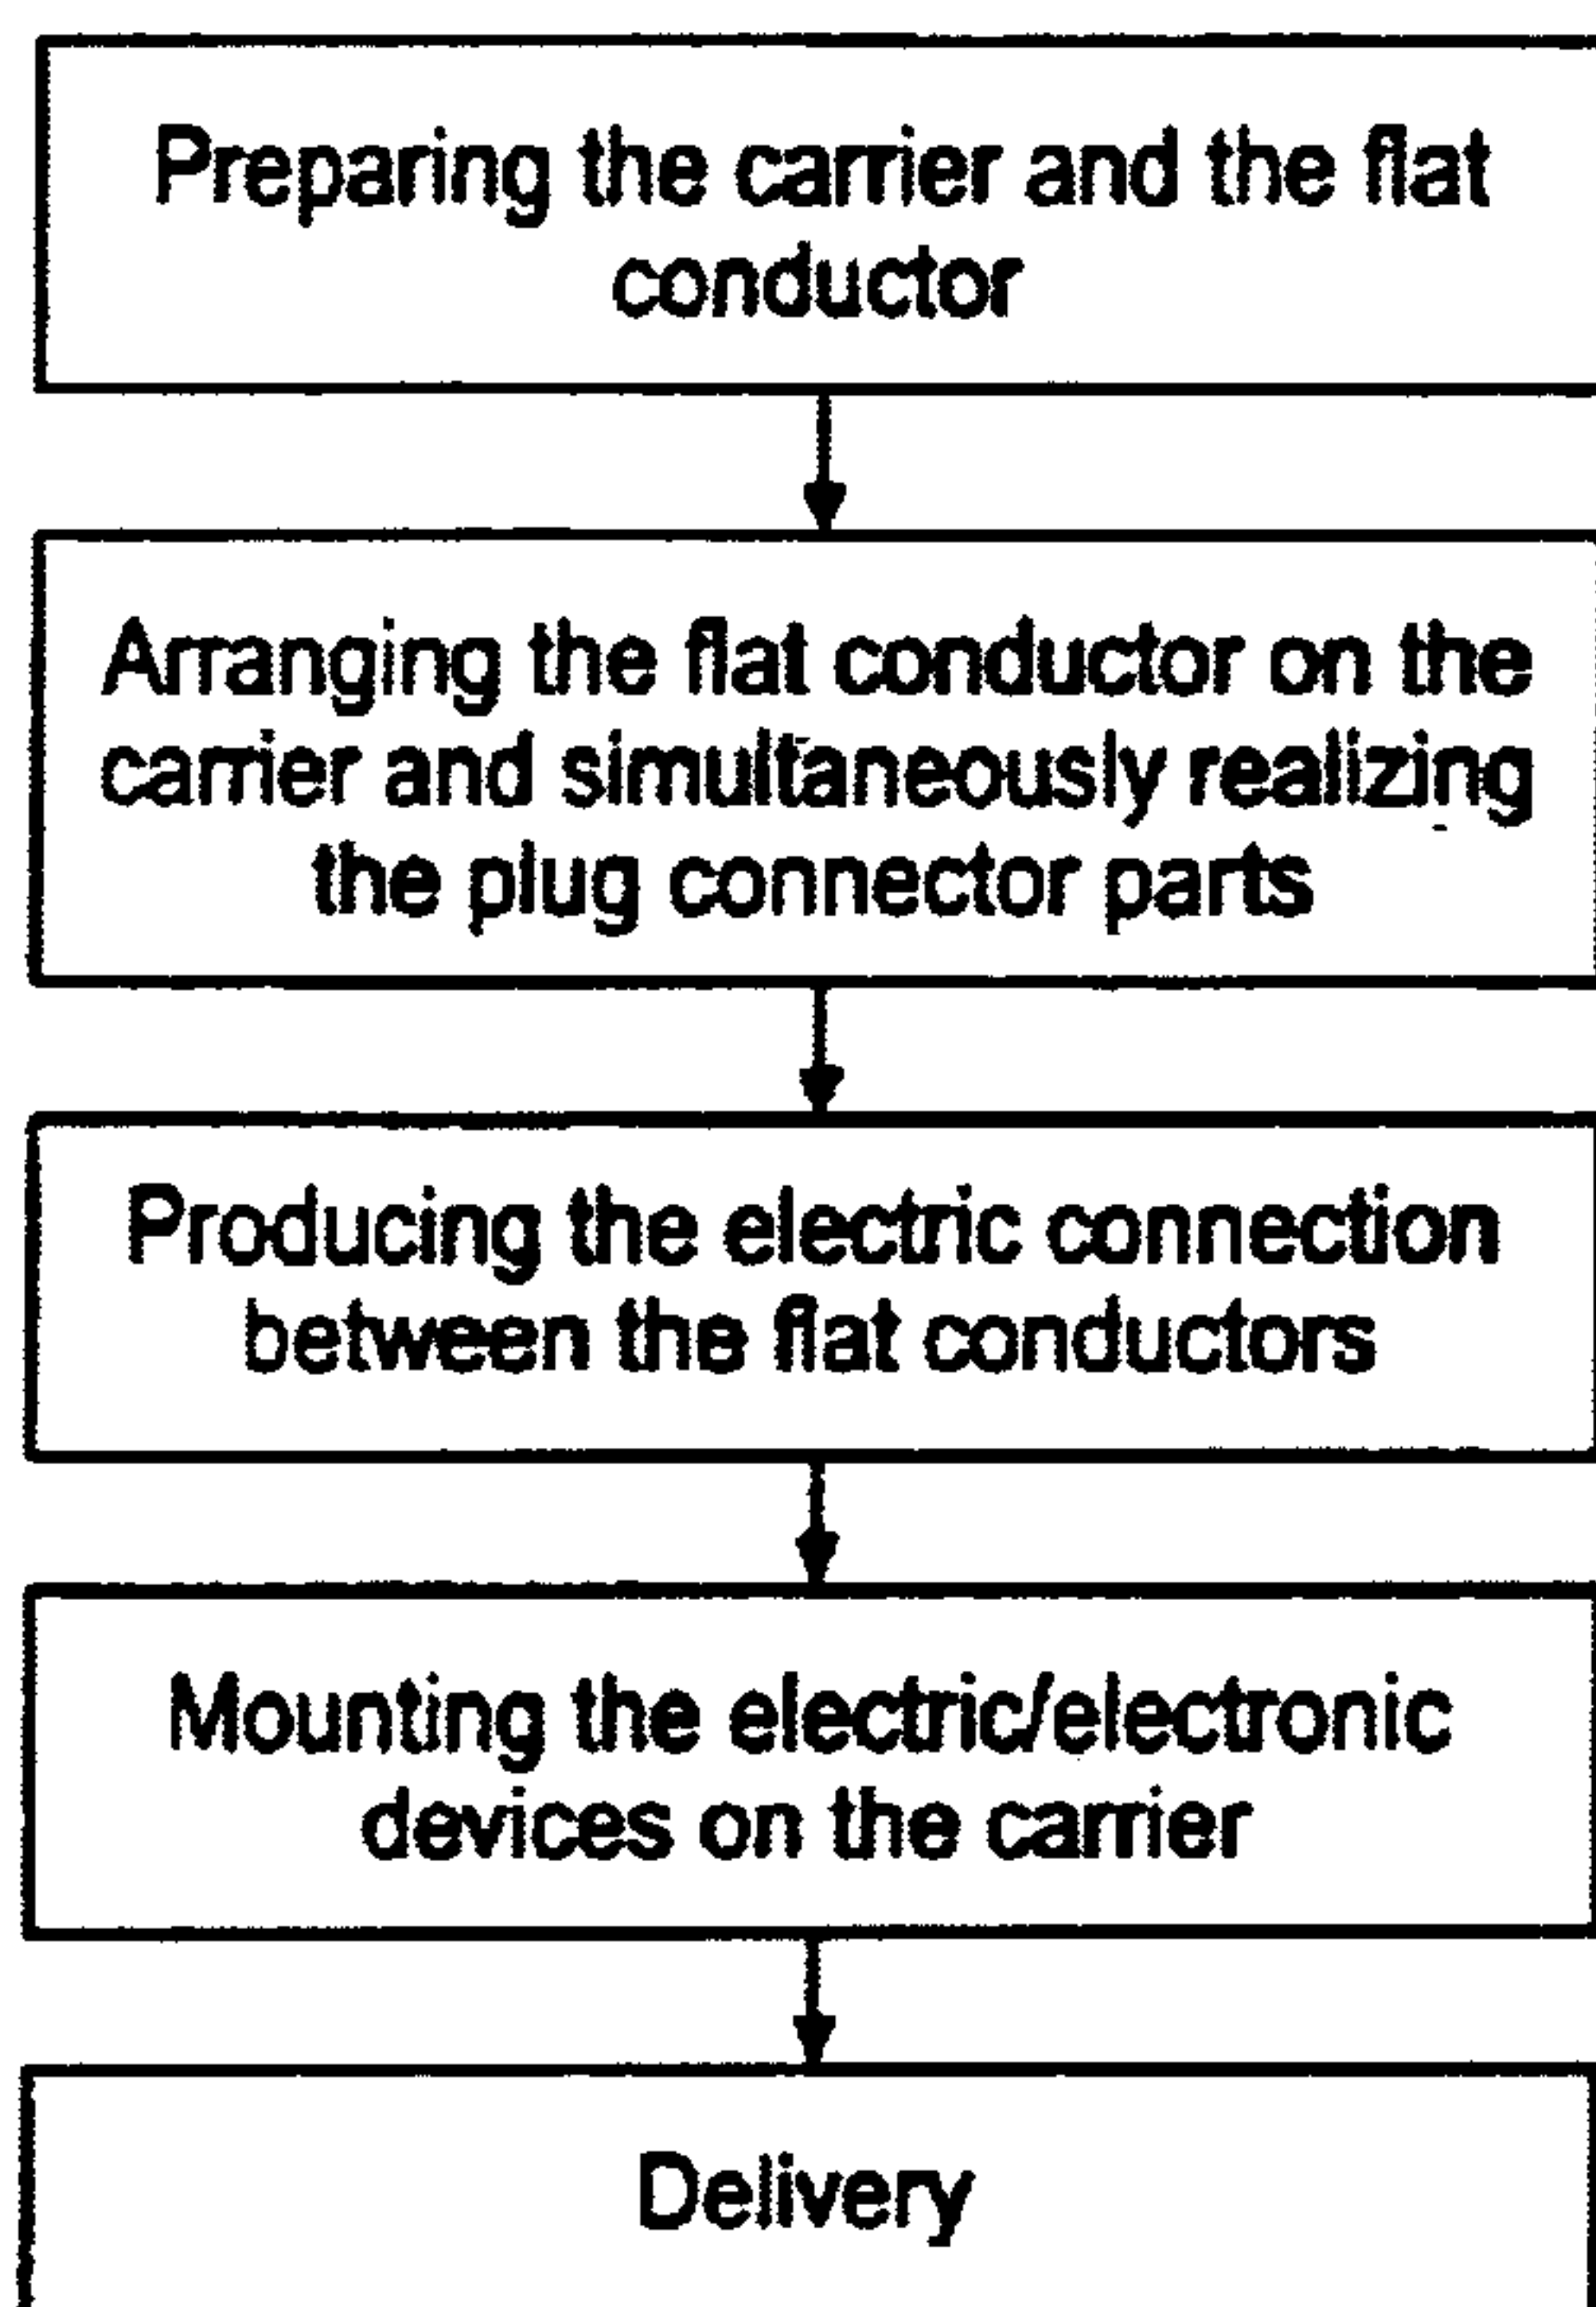 Preparing the carrier and the flat
conductor
Arranging the flat conductor on the
carrier and simultaneously realizing
the plug connector parts
Producing the electric connection
between the flat conductors
Mounting the electric/electronic
devices on the carrier
Delivery